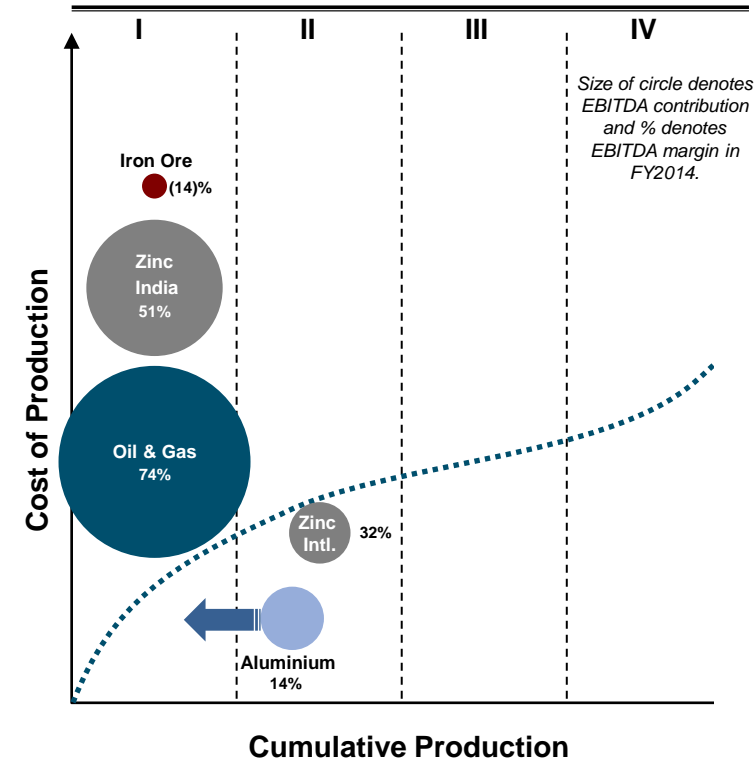 I II III IV
Size of circle denotes
EBITDA contribution
and % denotes
EBITDA margin in
FY2014.
Iron Ore
(14)%
Zinc
India
51%
Oil & Gas
74%
Zinc
Intl.
32%
Aluminium
14%
Cost of Production
Cumulative Production